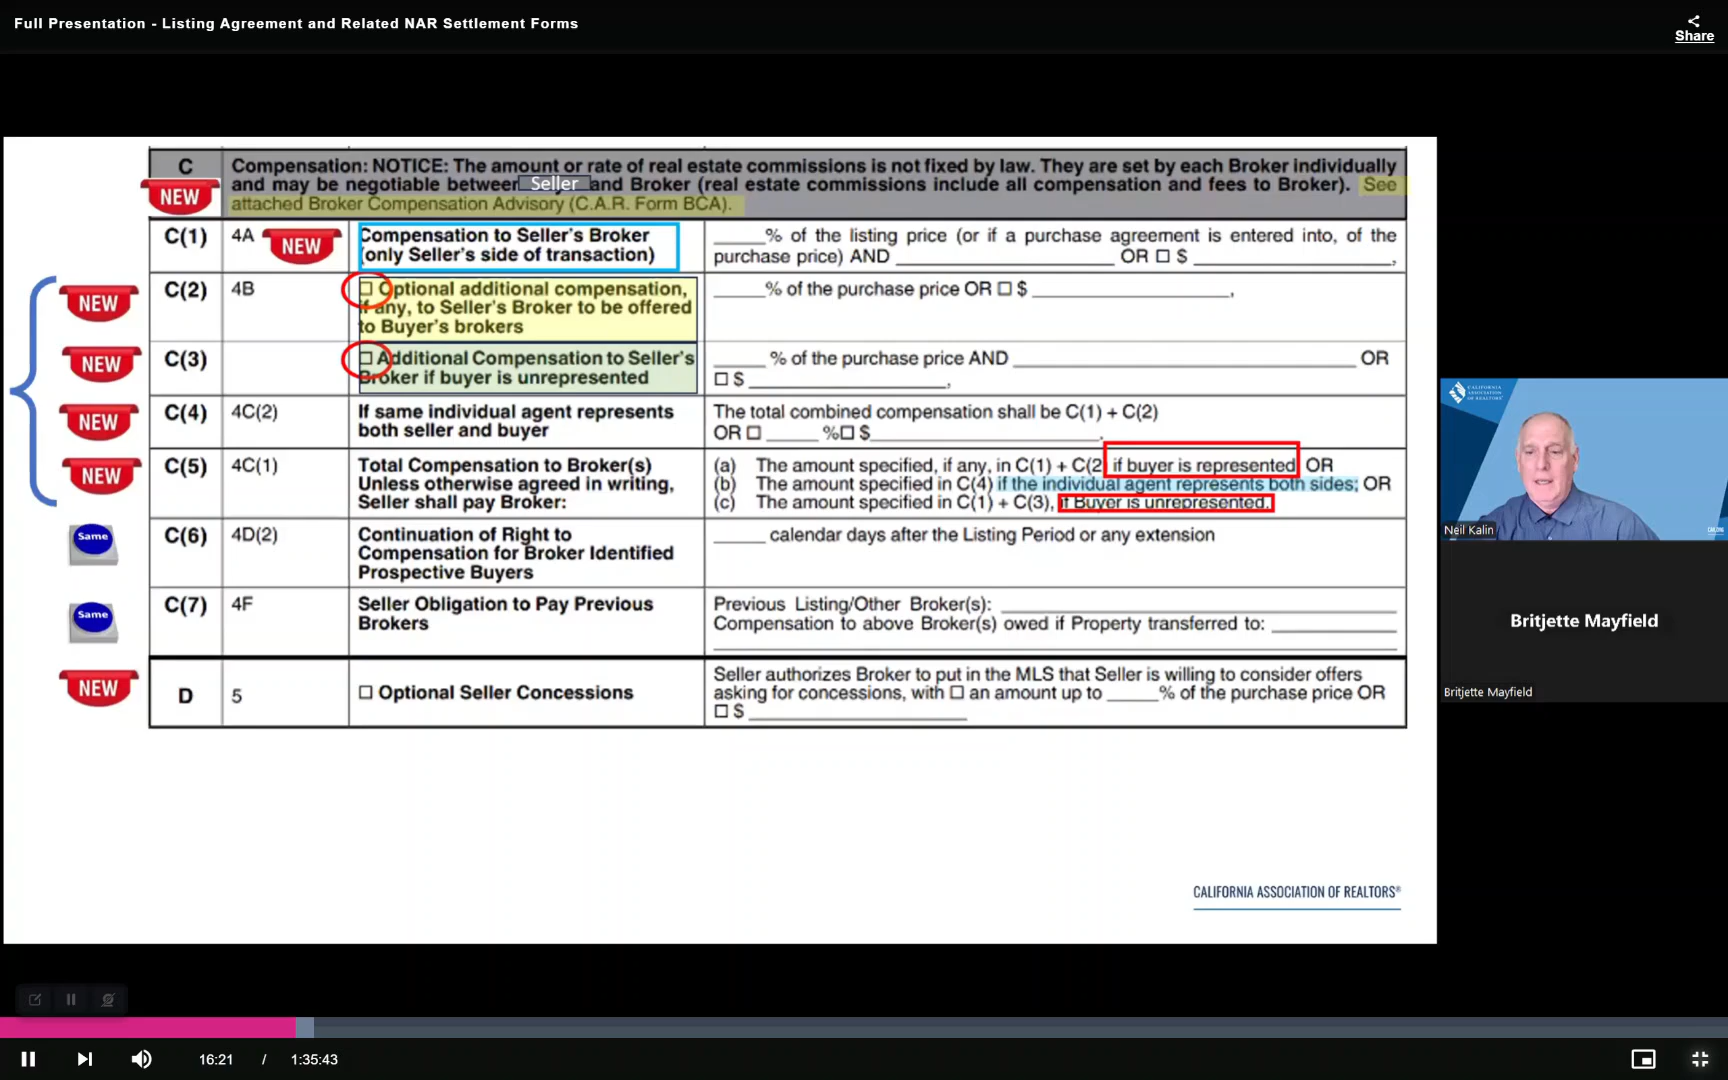 Full Presentation - Listing Agreement and Related NAR Settlement Forms
Share
C
Compensation: NOTICE: The amount or rate of real estate commissions is not fixed by law. They are set by each Broker individually
and may be negotiable between Seller and Broker (real estate commissions include all compensation and fees to Broker). See
attached Broker Compensation Advisory (C.A.R. Form BCA).
NEW
C(1) 4A NEW
Compensation to Seller's Broker
(only Seller's side of transaction)
_____% of the listing price (or if a purchase agreement is entered into, of the
purchase price) AND ____________________ OR ☐ $ ____________________,
NEW
C(2) 4B
☐ Optional additional compensation,
if any, to Seller's Broker to be offered
to Buyer's brokers
_____% of the purchase price OR ☐ $ ____________________,
NEW
C(3)
☐ Additional Compensation to Seller's
Broker if buyer is unrepresented
_____ % of the purchase price AND ______________________________ OR
☐ $ ____________________,
NEW
C(4) 4C(2)
If same individual agent represents
both seller and buyer
The total combined compensation shall be C(1) + C(2)
OR ☐ _____ %☐ $____________________.
NEW
C(5) 4C(1)
Total Compensation to Broker(s)
Unless otherwise agreed in writing,
Seller shall pay Broker:
(a) The amount specified, if any, in C(1) + C(2 if buyer is represented OR
(b) The amount specified in C(4) if the individual agent represents both sides; OR
(c) The amount specified in C(1) + C(3), if Buyer is unrepresented.
Same
C(6) 4D(2)
Continuation of Right to
Compensation for Broker Identified
Prospective Buyers
_____ calendar days after the Listing Period or any extension
Same
C(7) 4F
Seller Obligation to Pay Previous
Brokers
Previous Listing/Other Broker(s): ______________________________
Compensation to above Broker(s) owed if Property transferred to: __________
NEW
D 5
☐ Optional Seller Concessions
Seller authorizes Broker to put in the MLS that Seller is willing to consider offers
asking for concessions, with ☐ an amount up to _____% of the purchase price OR
☐ $ ____________________
CALIFORNIA ASSOCIATION OF REALTORS®
CALIFORNIA
ASSOCIATION
OF REALTORS®
Neil Kalin
Britjette Mayfield
Britjette Mayfield
16:21 / 1:35:43